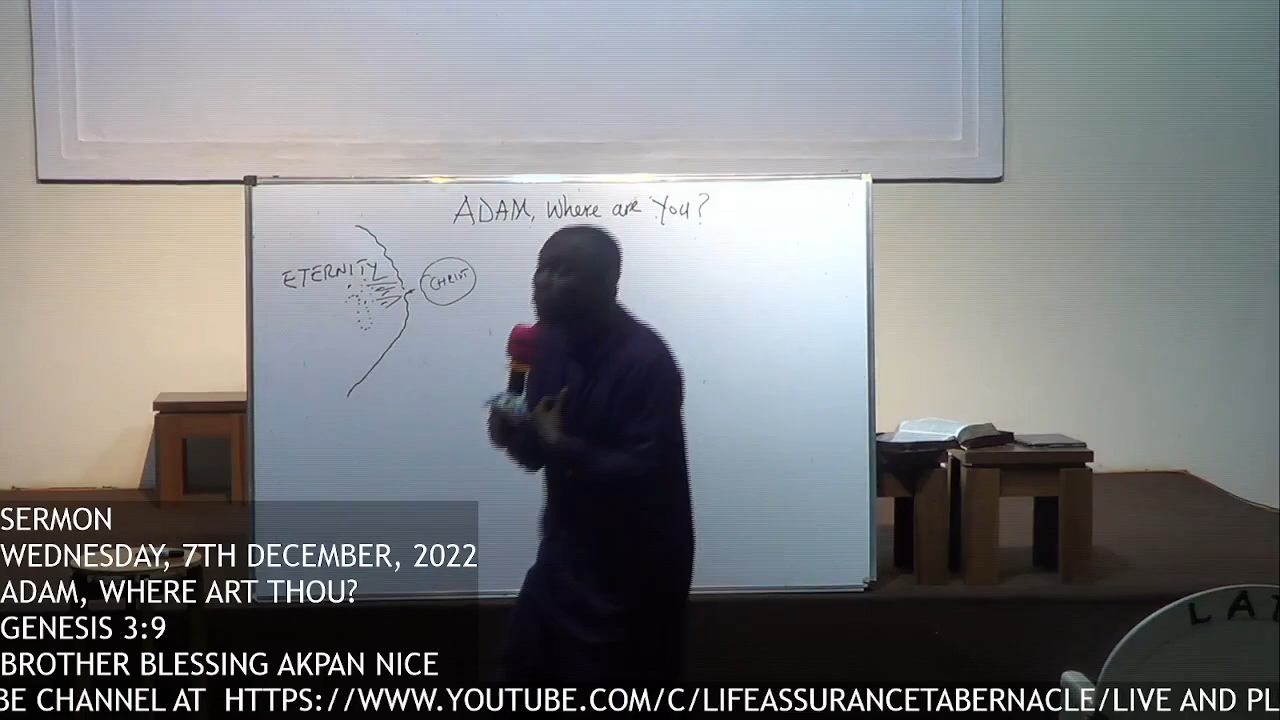 ADAM, Where are You?
ETERNITY
CHRIST
SERMON
WEDNESDAY, 7TH DECEMBER, 2022
ADAM, WHERE ART THOU?
GENESIS 3:9
BROTHER BLESSING AKPAN NICE
BE CHANNEL AT HTTPS://WWW.YOUTUBE.COM/C/LIFEASSURANCETABERNACLE/LIVE AND PL